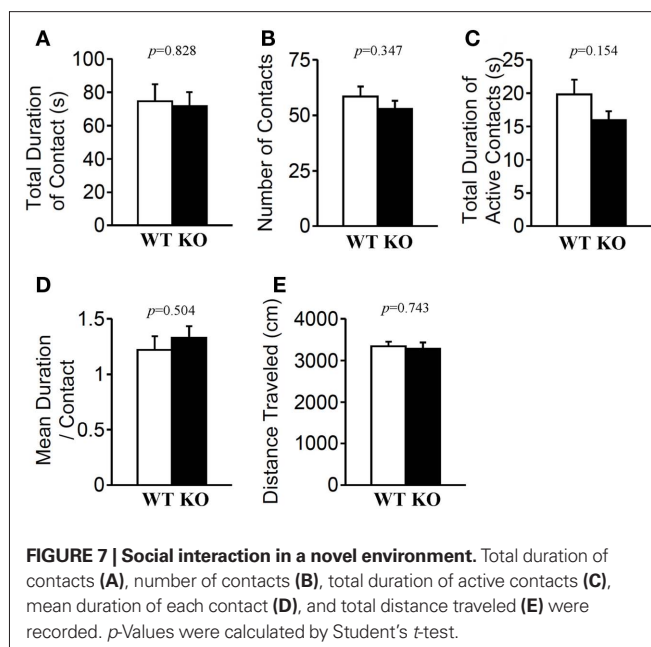 A
p=0.828
Total Duration
of Contact (s)
100
80
60
40
20
0
WT KO
B
p=0.347
Number of Contacts
75
50
25
0
WT KO
C
p=0.154
Total Duration of
Active Contacts (s)
25
20
15
10
5
0
WT KO
D
p=0.504
Mean Duration
/ Contact
1.5
1
0.5
0
WT KO
E
p=0.743
Distance Traveled (cm)
4000
3000
2000
1000
0
WT KO
FIGURE 7 | Social interaction in a novel environment. Total duration of
contacts (A), number of contacts (B), total duration of active contacts (C),
mean duration of each contact (D), and total distance traveled (E) were
recorded. p-Values were calculated by Student’s t-test.